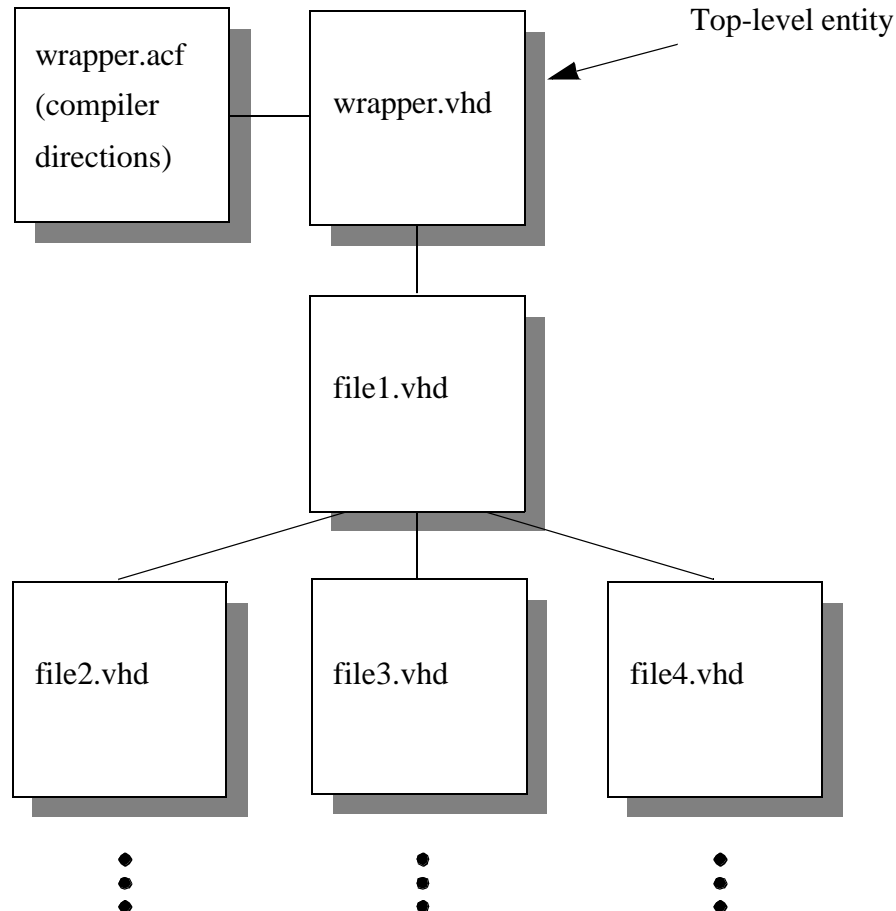 Top-level entity
wrapper.acf
(compiler
directions)
wrapper.vhd
file1.vhd
file2.vhd
file3.vhd
file4.vhd